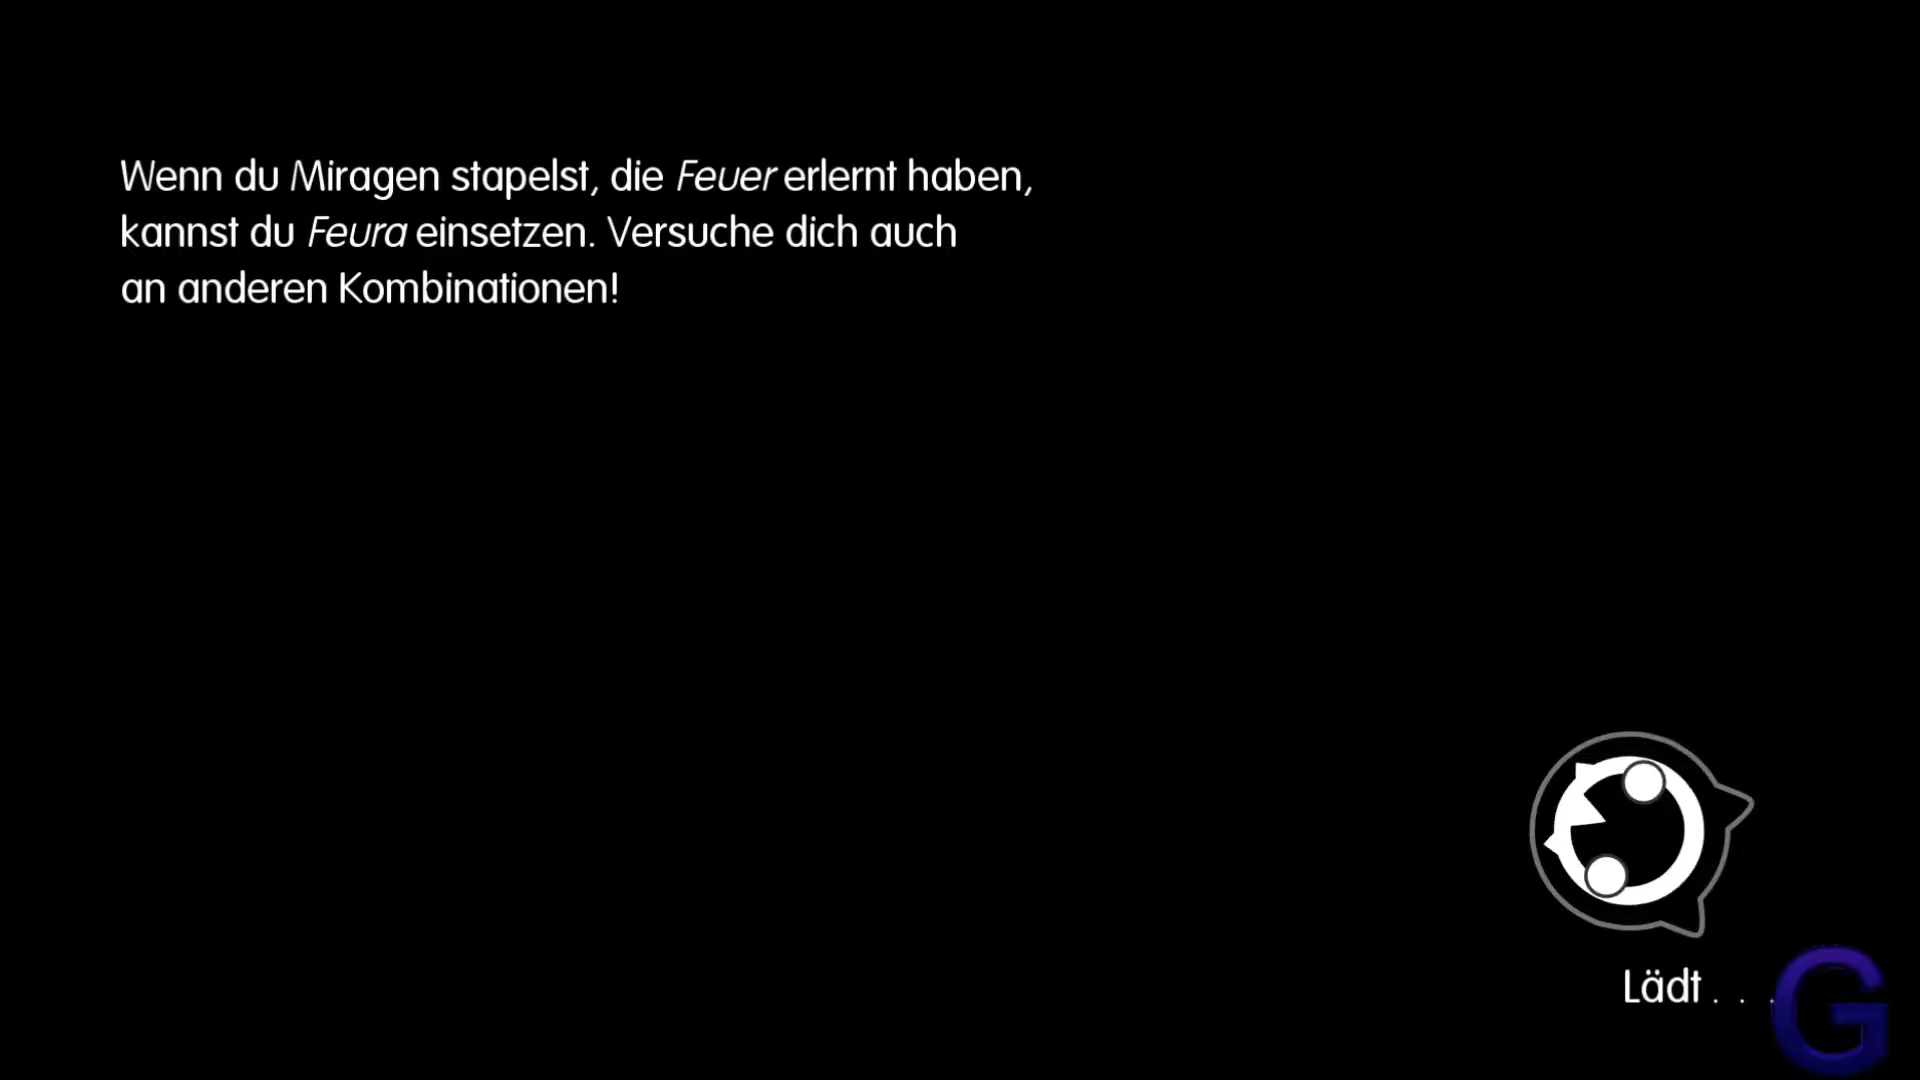 Wenn du Miragen stapelst, die Feuer erlernt haben,
kannst du Feura einsetzen. Versuche dich auch
an anderen Kombinationen!
Lädt . . .
G